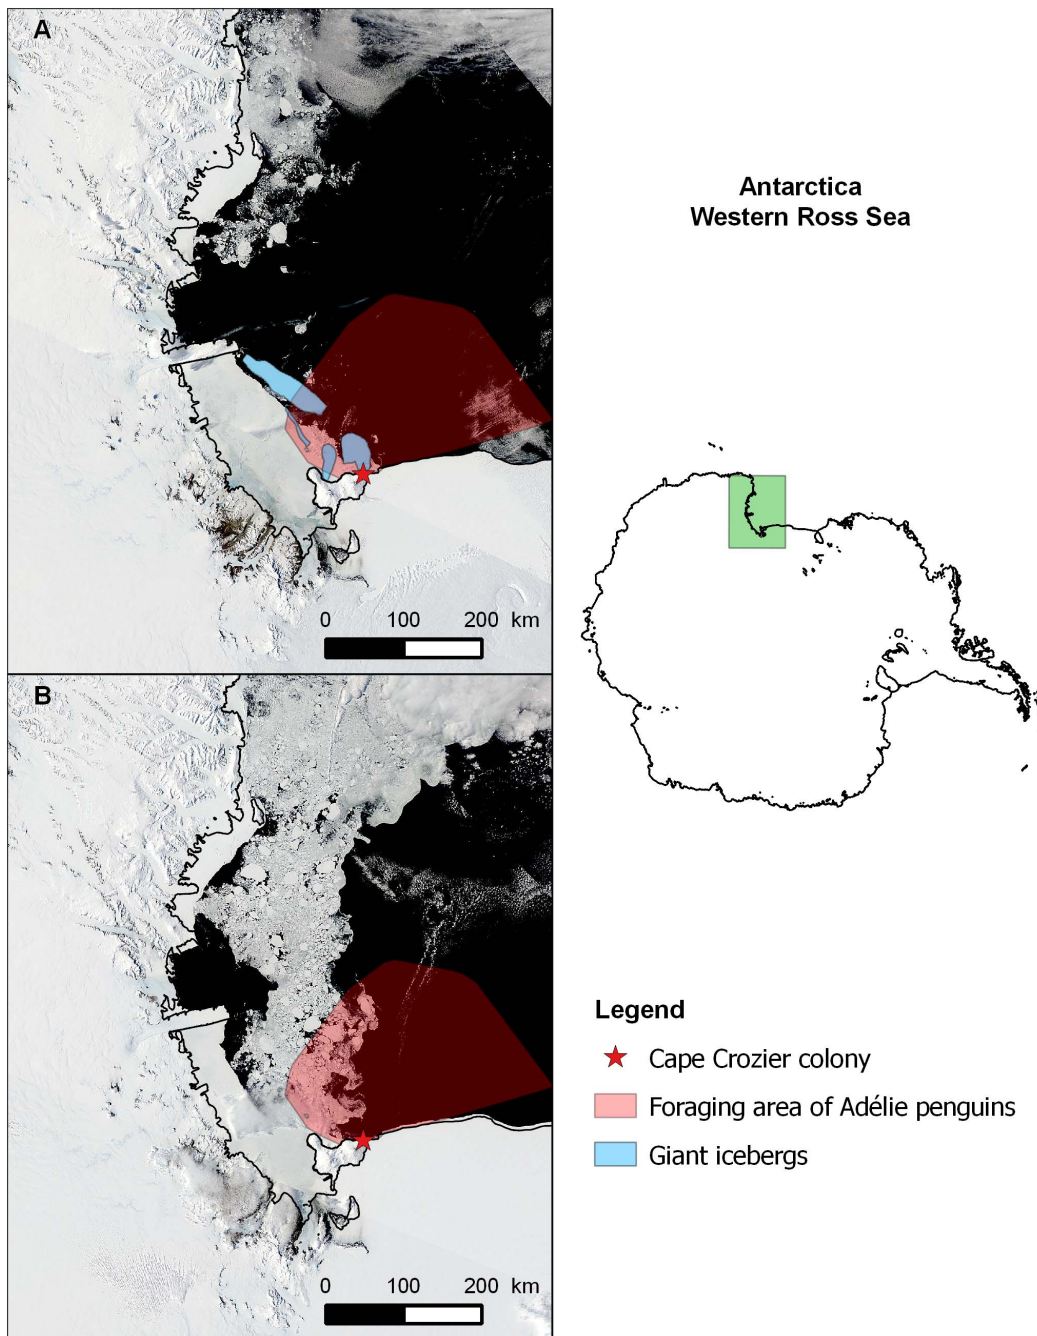 A
0 100 200 km
B
0 100 200 km
Antarctica
Western Ross Sea
Legend
Cape Crozier colony
Foraging area of Adélie penguins
Giant icebergs